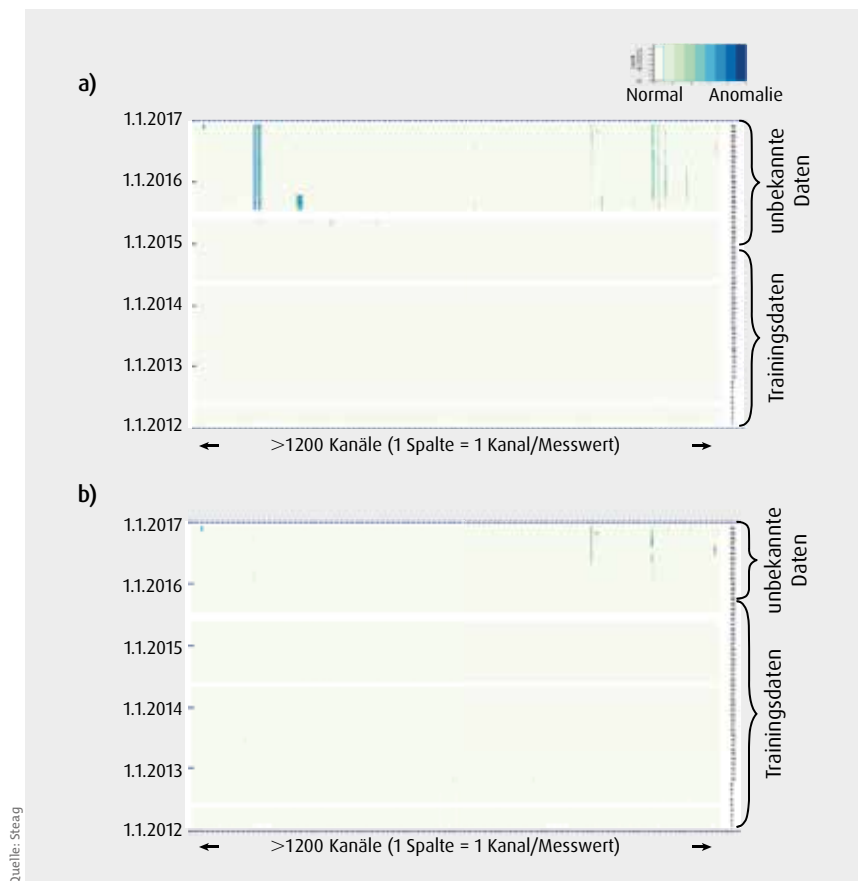 a)
Normal Anomalie
1.1.2017
1.1.2016
1.1.2015
1.1.2014
1.1.2013
1.1.2012
unbekannte
Daten
Trainingsdaten
>1200 Kanäle (1 Spalte = 1 Kanal/Messwert)
b)
1.1.2017
1.1.2016
1.1.2015
1.1.2014
1.1.2013
1.1.2012
unbekannte
Daten
Trainingsdaten
>1200 Kanäle (1 Spalte = 1 Kanal/Messwert)
Quelle: Steag